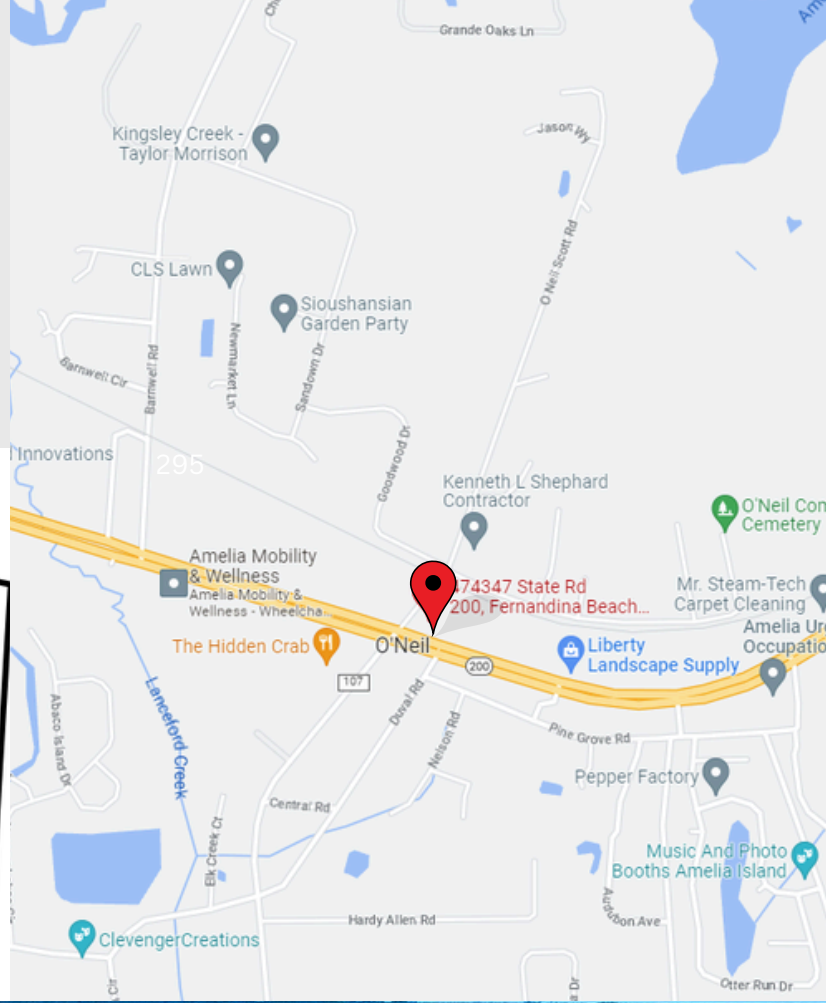 Grande Oaks Ln
Jason Wy
Kingsley Creek -
Taylor Morrison
O Neil Scott Rd
CLS Lawn
Sioushansian
Garden Party
Newmarket Ln
Barnwell Rd
Sandown Dr
Barnwell Cir
Goodwood Dr
Innovations
295
Kenneth L Shephard
Contractor
O'Neil
Cemetery
Amelia Mobility
& Wellness
Amelia Mobility &
Wellness - Wheelcha...
474347 State Rd
200, Fernandina Beach...
Mr. Steam-Tech
Carpet Cleaning
Amelia
The Hidden Crab
O'Neil
200
Liberty
Landscape Supply
107
Duval Rd
Lanceford Creek
Abaco Island Dr
Nelson Rd
Pine Grove Rd
Pepper Factory
Central Rd
Elk Creek Ct
Music And Photo
Booths Amelia Island
Audubon Ave
Hardy Allen Rd
ClevengerCreations
Otter Run Dr